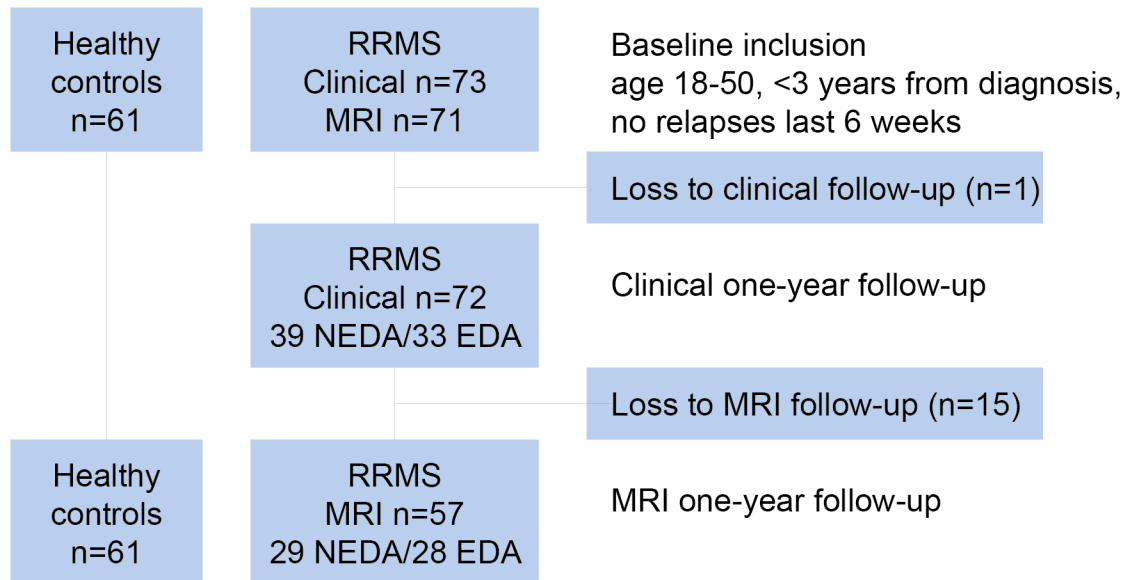 Healthy
controls
n=61
RRMS
Clinical n=73
MRI n=71
Baseline inclusion
age 18-50, <3 years from diagnosis,
no relapses last 6 weeks
Loss to clinical follow-up (n=1)
RRMS
Clinical n=72
39 NEDA/33 EDA
Clinical one-year follow-up
Loss to MRI follow-up (n=15)
Healthy
controls
n=61
RRMS
MRI n=57
29 NEDA/28 EDA
MRI one-year follow-up